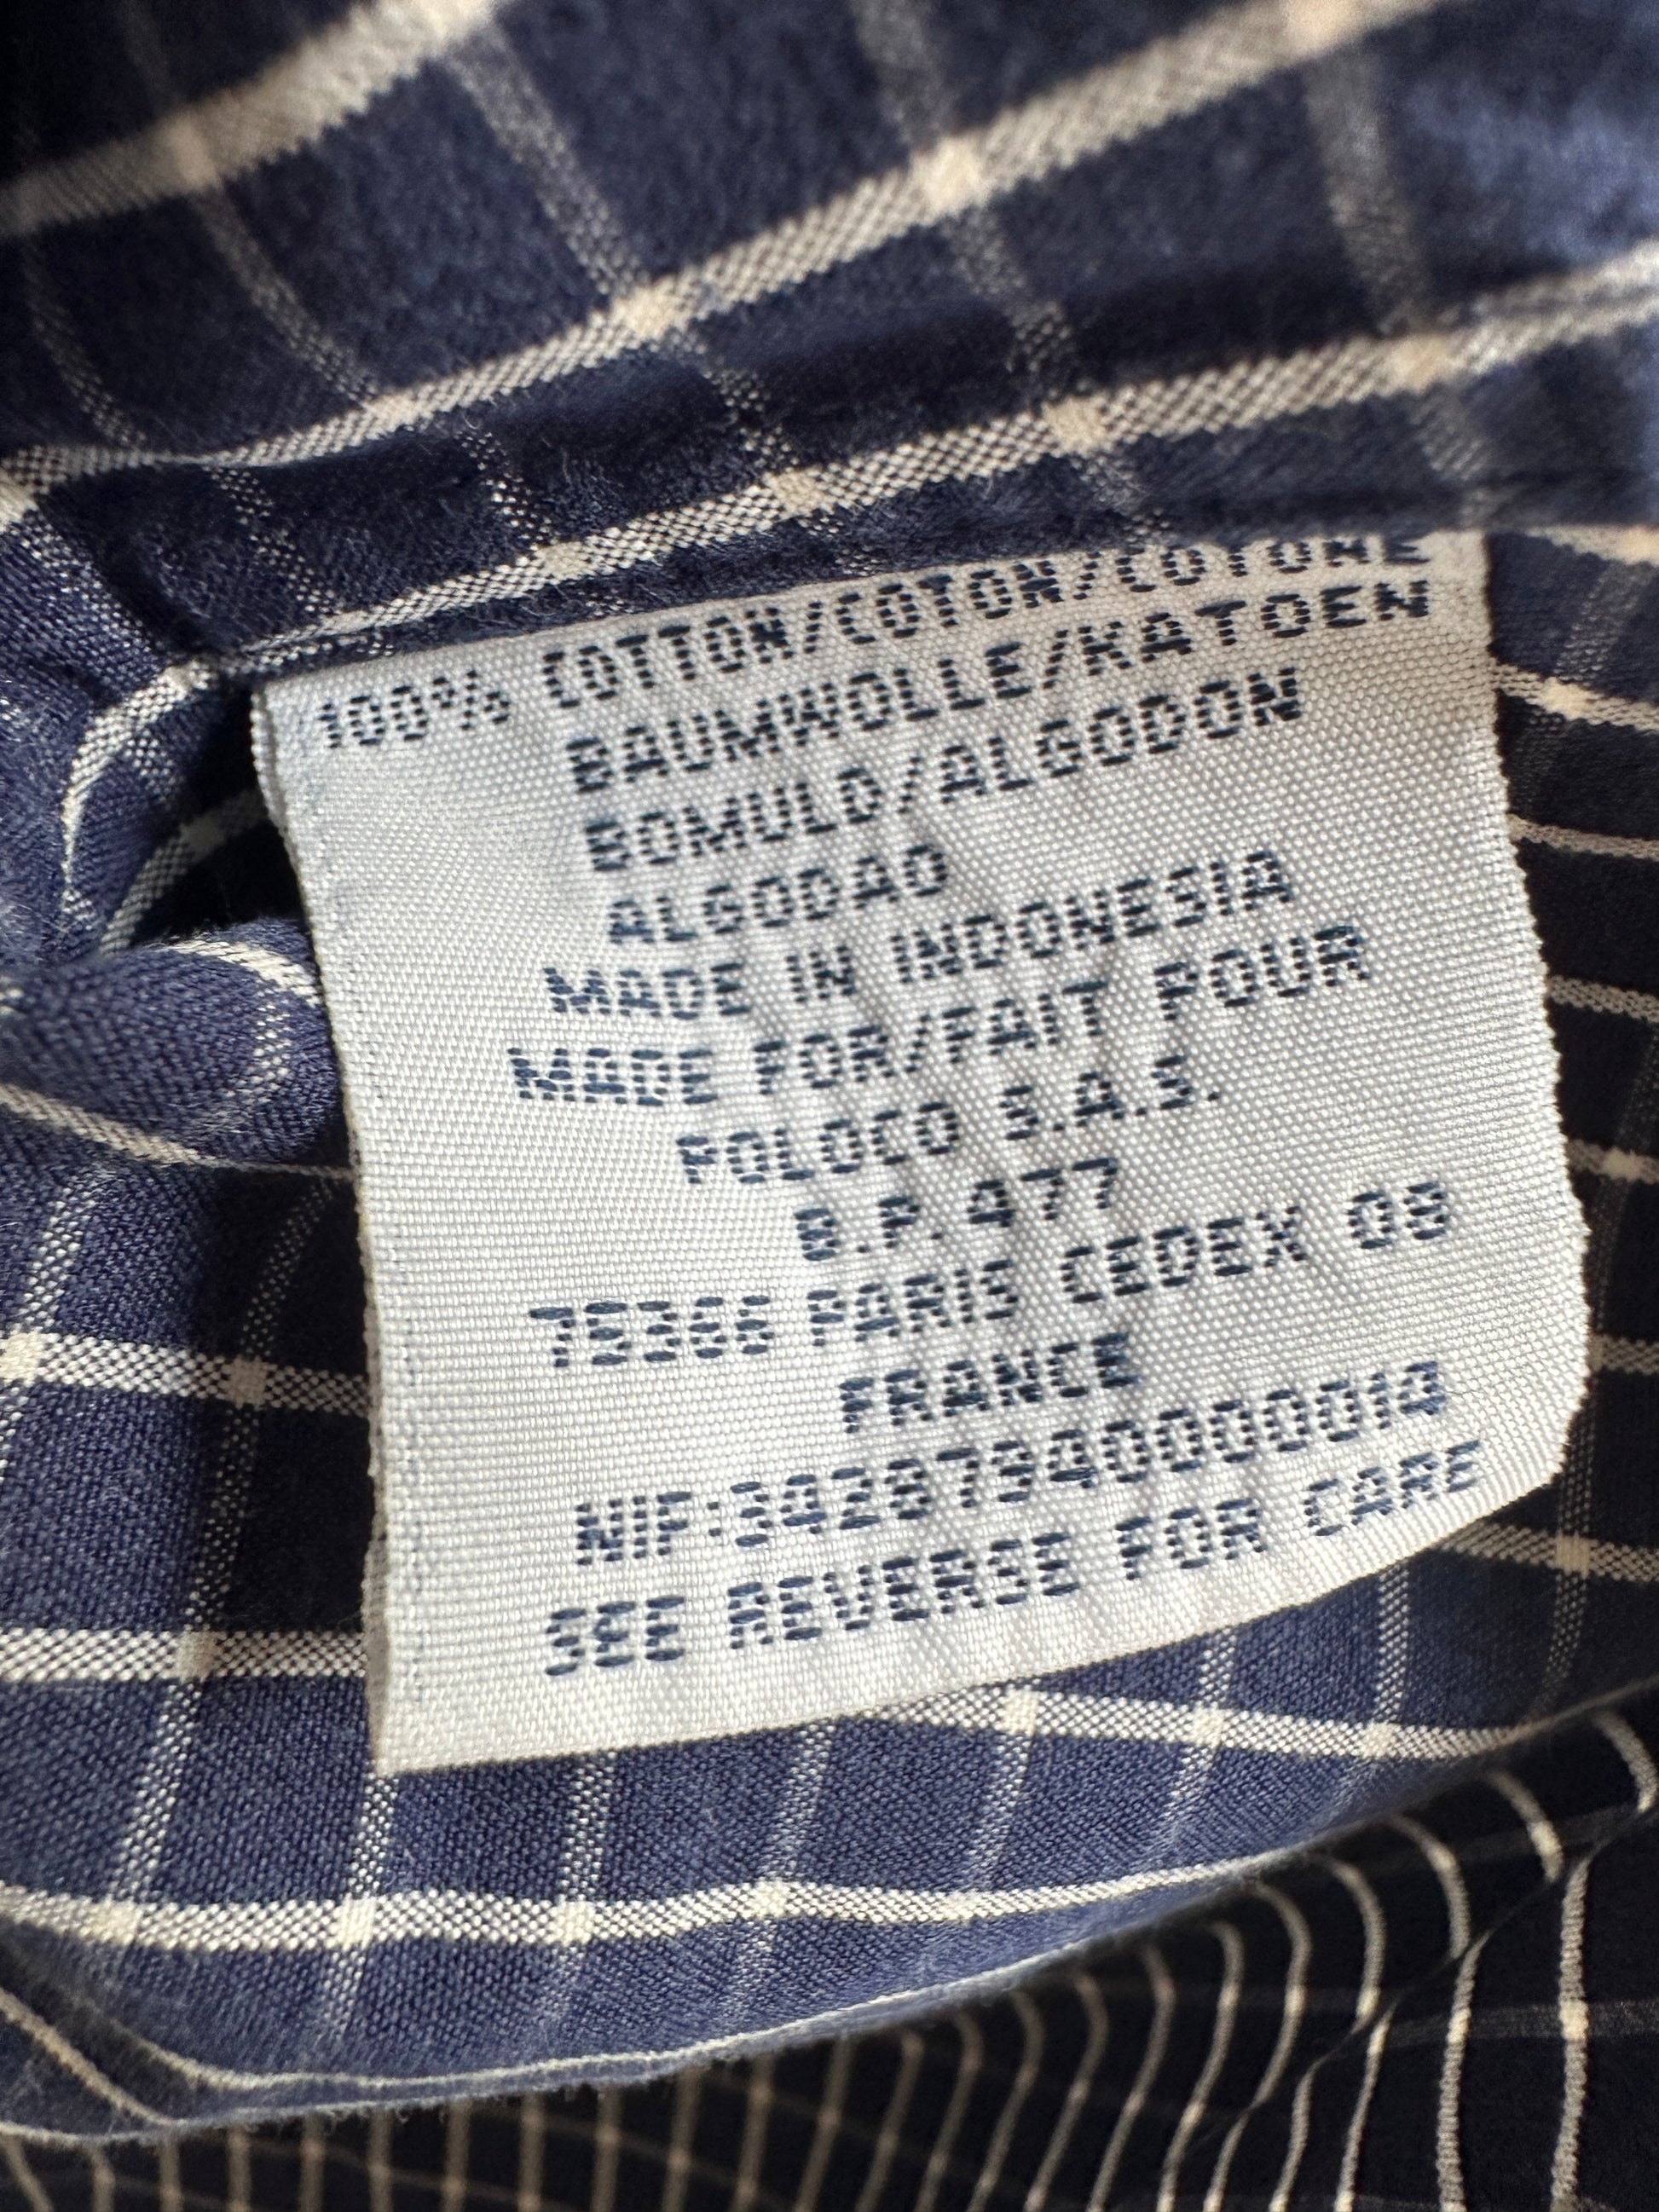 100% COTTON/COTON/COTONE
BAUMWOLLE/KATOEN
BOMULD/ALGODON
ALGODAO
MADE IN INDONESIA
MADE FOR/FAIT POUR
POLOCO S.A.S.
B.P. 477
75366 PARIS CEDEX 08
FRANCE
NIF:34287940000014
SEE REVERSE FOR CARE